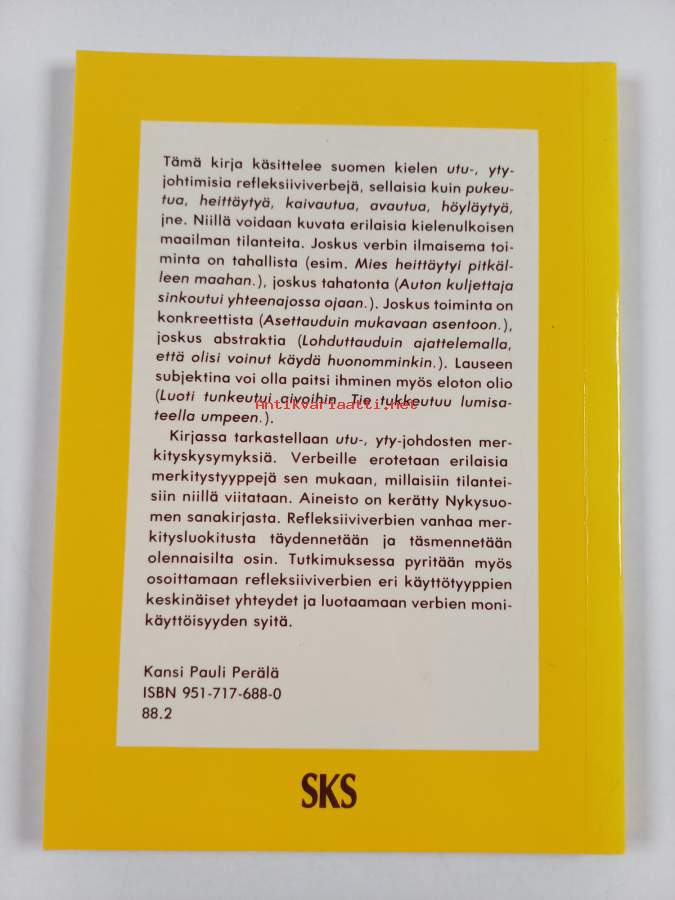 Tämä kirja käsittelee suomen kielen utu-, yty-
johtimisia refleksiiviverbejä, sellaisia kuin pukeu-
tua, heittäytyä, kaivautua, avautua, höyläytyä,
jne. Niillä voidaan kuvata erilaisia kielenulkoisen
maailman tilanteita. Joskus verbin ilmaisema toi-
minta on tahallista (esim. Mies heittäytyi pitkäl-
leen maahan.), joskus tahatonta (Auton kuljettaja
sinkoutui yhteenajossa ojaan.). Joskus toiminta on
konkreettista (Asettauduin mukavaan asentoon.),
joskus abstraktia (Lohduttauduin ajattelemalla,
että olisi voinut käydä huonomminkin.). Lauseen
subjektina voi olla paitsi ihminen myös eloton olio
(Luoti tunkeutui aivoihin. Tie tukkeutuu lumisa-
Antikvariaatti.net
teella umpeen.).
Kirjassa tarkastellaan utu-, yty-johdosten mer-
kityskysymyksiä. Verbeille erotetaan erilaisia
merkitystyyppejä sen mukaan, millaisiin tilantei-
siin niillä viitataan. Aineisto on kerätty Nykysuo-
men sanakirjasta. Refleksiiviverbien vanhaa mer-
kitysluokitusta täydennetään ja täsmennetään
olennaisilta osin. Tutkimuksessa pyritään myös
osoittamaan refleksiiviverbien eri käyttötyyppien
keskinäiset yhteydet ja luotaamaan verbien moni-
käyttöisyyden syitä.
Kansi Pauli Perälä
ISBN 951-717-688-0
88.2
SKS